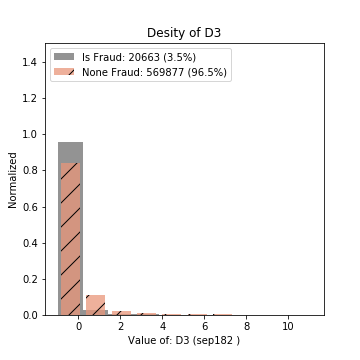 Desity of D3
Is Fraud: 20663 (3.5%)
None Fraud: 569877 (96.5%)
1.4
1.2
1.0
0.8
0.6
0.4
0.2
0.0
Normalized
0 2 4 6 8 10
Value of: D3 (sep182 )